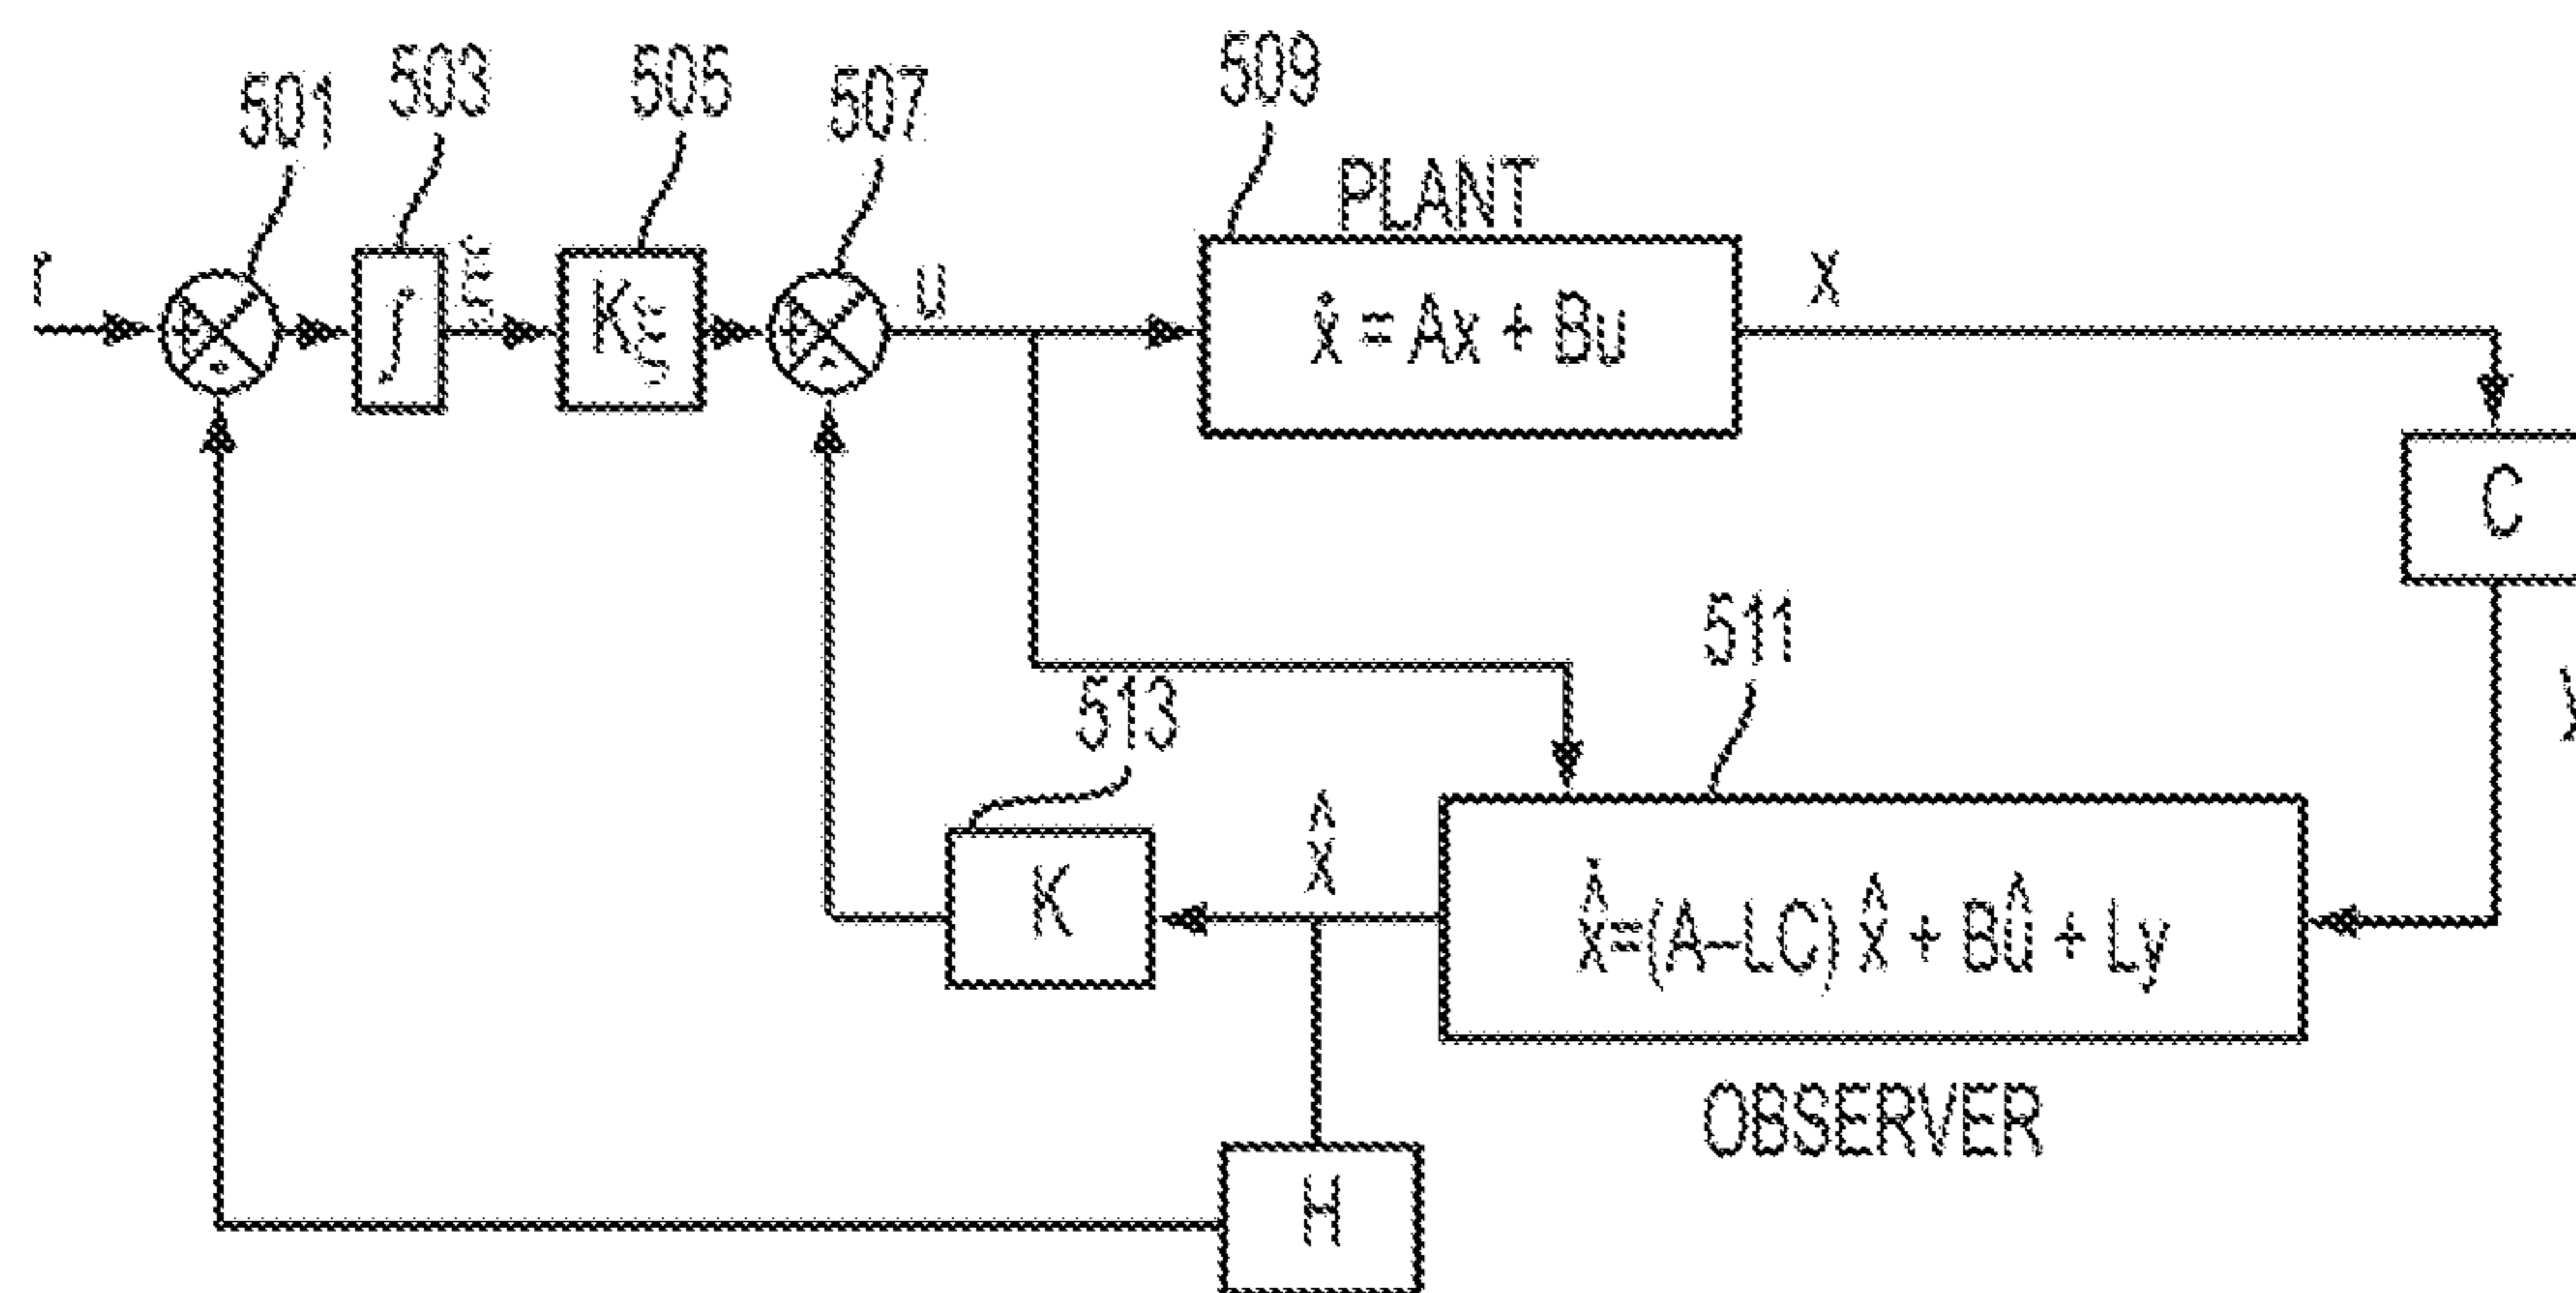 501
503
505
507
509
PLANT
r
∫
ξ
Kξ
u
ẋ = Ax + Bu
x
C
511
513
K
x̂
x̂̇=(A–LC) x̂ + Bû + Ly
OBSERVER
H